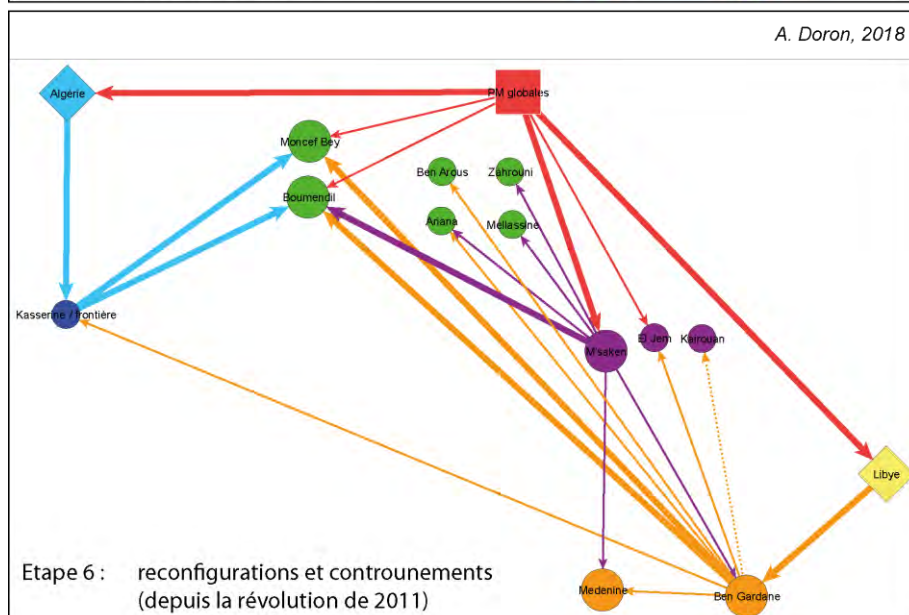 A. Doron, 2018
Algérie
PM globales
Moncef Bey
Ben Arous
Zahrouni
Boumendil
Ariana
Mellassine
Kasserine / frontière
M'saken
El Jem
Kairouan
Libye
Medenine
Ben Gardane
Etape 6 : reconfigurations et controunements
(depuis la révolution de 2011)